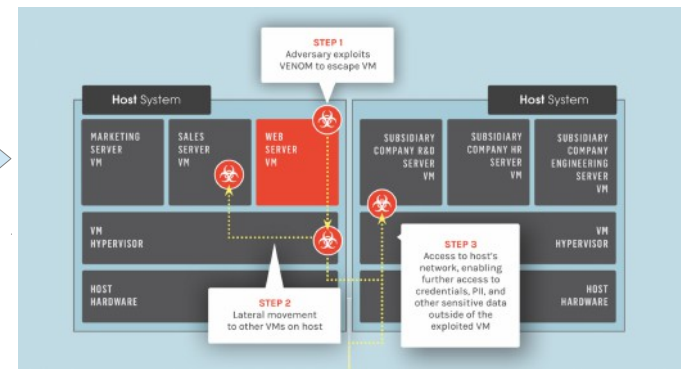 STEP 1
Adversary exploits
VENOM to escape VM
Host System
MARKETING
SERVER
VM
SALES
SERVER
VM
WEB
SERVER
VM
VM
HYPERVISOR
HOST
HARDWARE
STEP 2
Lateral movement
to other VMs on host
Host System
SUBSIDIARY
COMPANY R&D
SERVER
VM
SUBSIDIARY
COMPANY HR
SERVER
VM
SUBSIDIARY
COMPANY
ENGINEERING
SERVER
VM
VM
HYPERVISOR
HOST
HARDWARE
STEP 3
Access to host's
network, enabling
further access to
credentials, PII, and
other sensitive data
outside of the
exploited VM